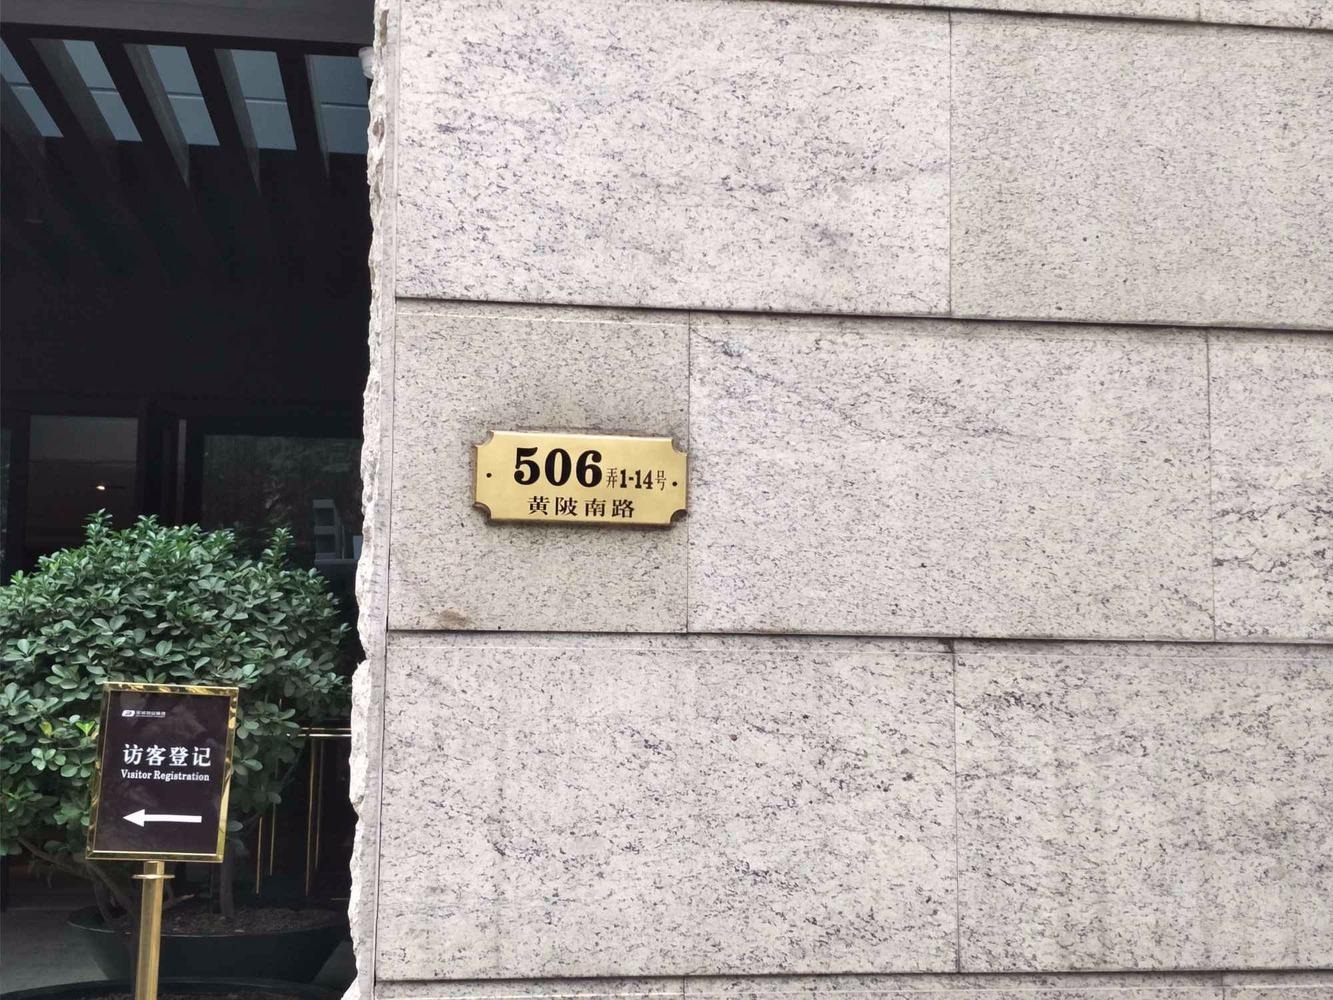 506弄1-14号
黄陂南路
访客登记
Visitor Registration